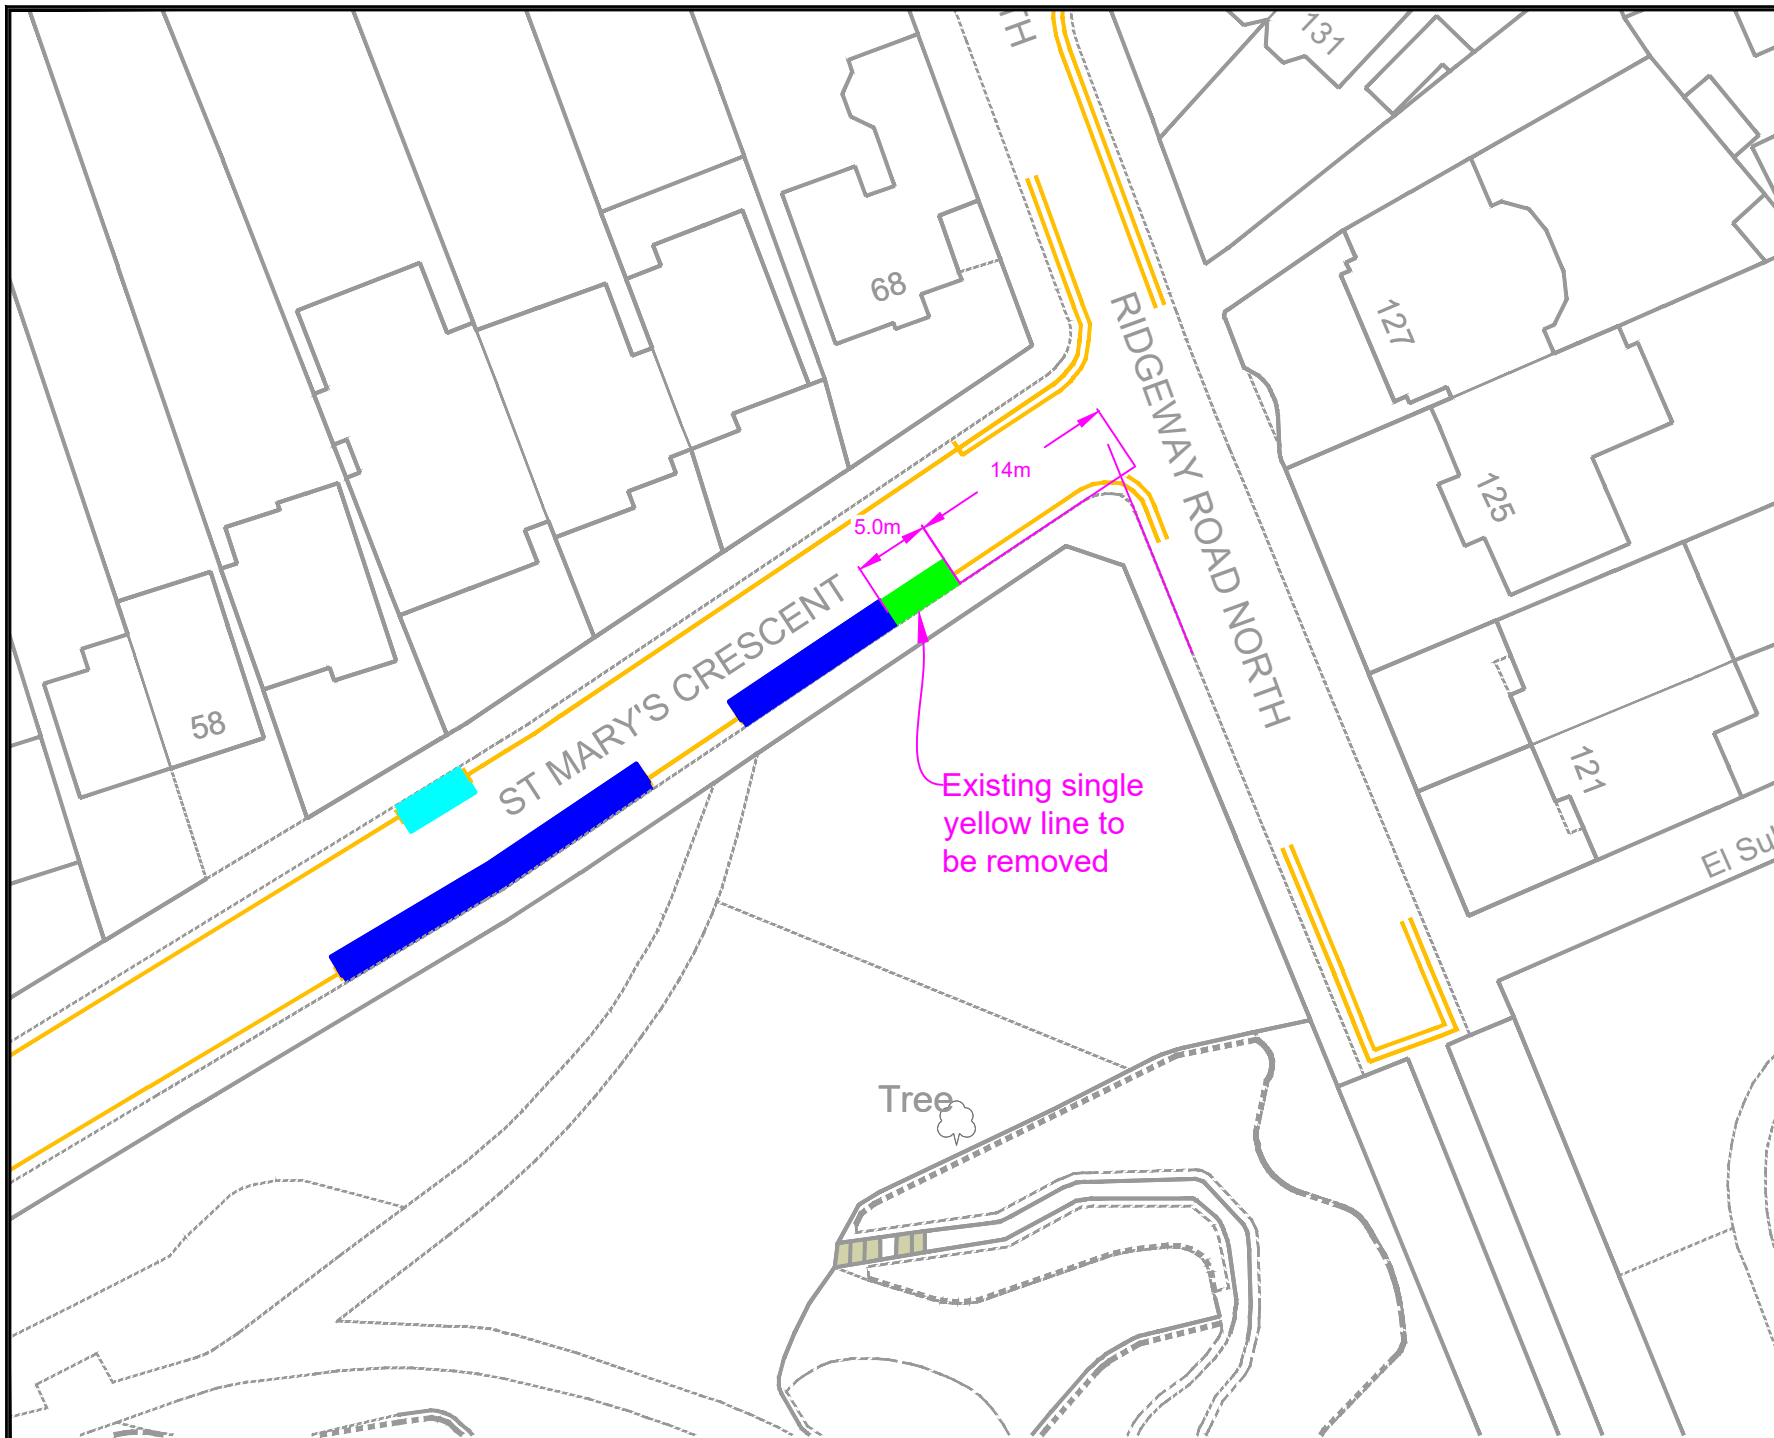 131
68
127
RIDGEWAY ROAD NORTH
14m
125
5.0m
ST MARY'S CRESCENT
58
121
Existing single
yellow line to
be removed
Tree